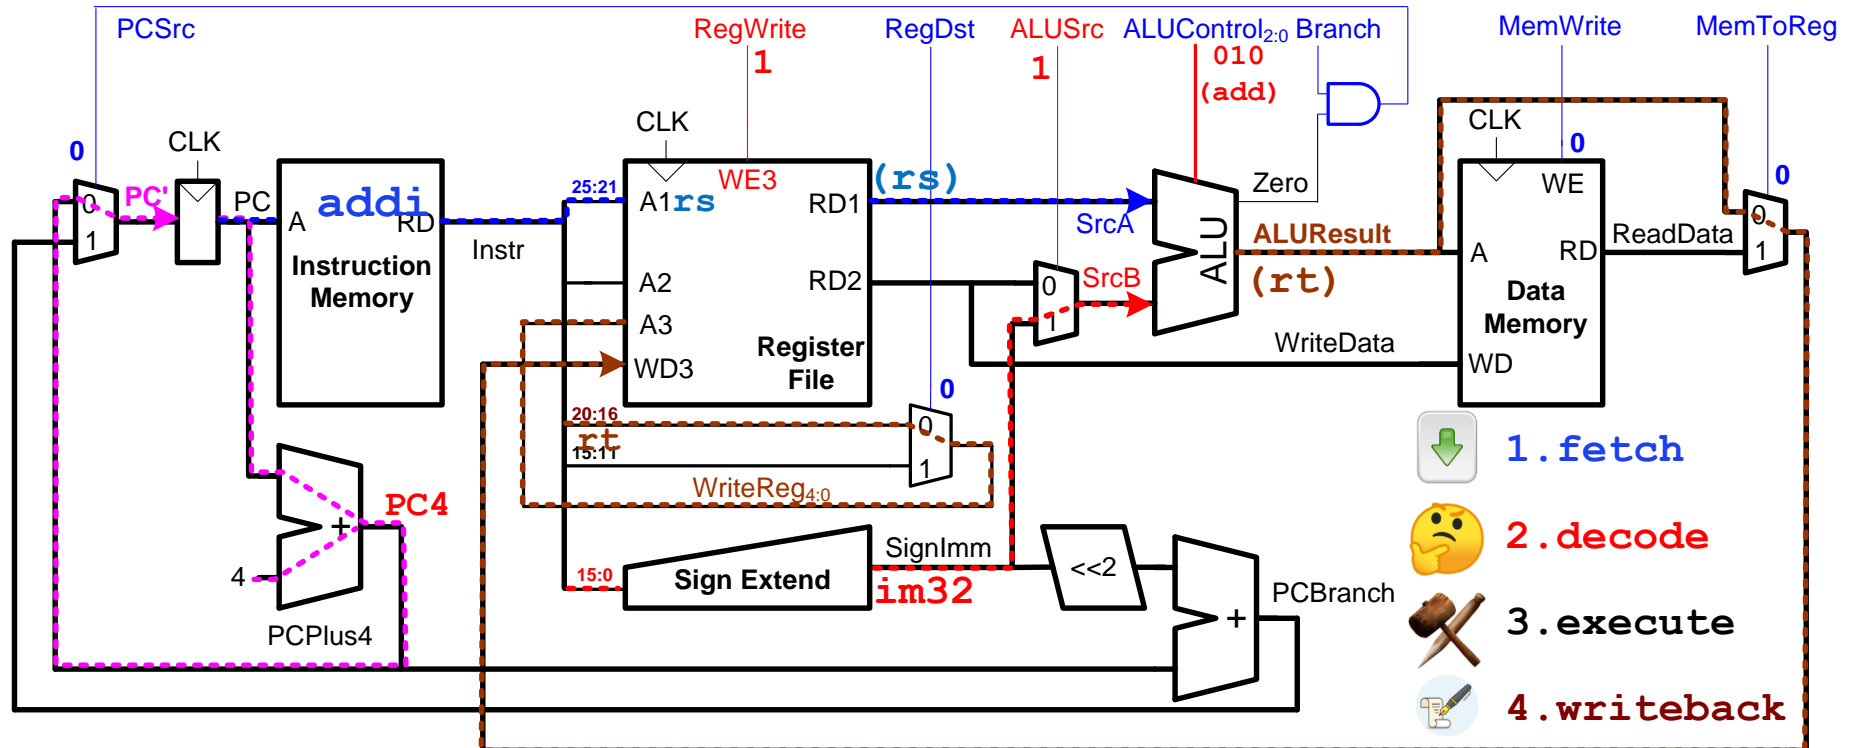 PCSrc
RegWrite
RegDst
ALUSrc
ALUControl2:0
Branch
MemWrite
MemToReg
1
1
010
(add)
CLK
CLK
CLK
0
0
0
PC'
PC
A
addi
RD
Instruction
Memory
Instr
25:21
A1
rs
WE3
RD1
(rs)
SrcA
A2
RD2
A3
WD3
Register
File
0
1
0
1
SrcB
ALU
Zero
ALUResult
(rt)
WE
A
RD
ReadData
Data
Memory
WD
WriteData
0
1
20:16
rt
15:11
0
0
1
WriteReg4:0
PC4
+
4
PCPlus4
15:0
Sign Extend
SignImm
im32
<<2
+
PCBranch
1.fetch
2.decode
3.execute
4.writeback